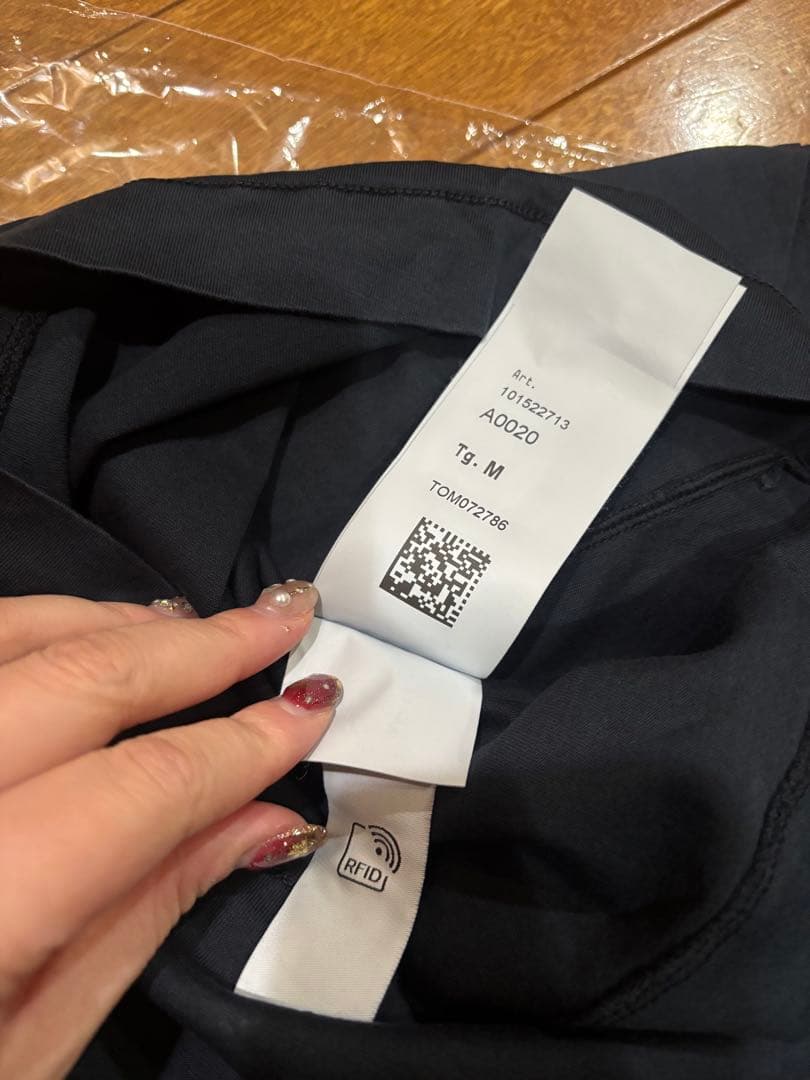 Art.
101522713
A0020
Tg. M
TOM072786
RFID